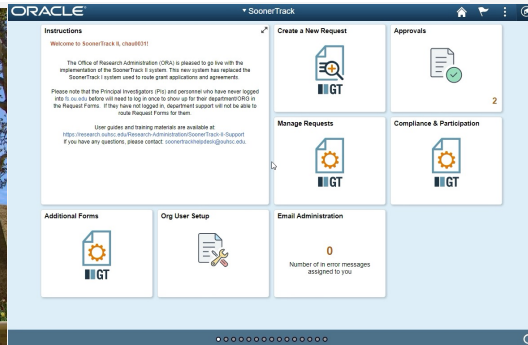 ORACLE
SoonerTrack
Instructions
Welcome to SoonerTrack II, chao0031!
The Office of Research Administration (ORA) is pleased to go live with the
implementation of the SoonerTrack II system. This new system has replaced the
SoonerTrack I system used to route grant applications and agreements
Please note that the Principal Investigators (PIs) and personnel who have never logged
into fs.ou.edu before will need to log in once to show up for their department/ORG in
the Request Forms. If they have not logged in, department support will not be able to
route Request Forms for them.
User guides and training materials are available at:
https://research.ouhsc.edu/Research-Administration/SoonerTrack-II-Support
If you have any questions, please contact: soonertrackhelpdesk@ouhsc.edu.
Create a New Request
GT
Approvals
2
Manage Requests
GT
Compliance & Participation
GT
Additional Forms
GT
Org User Setup
Email Administration
0
Number of in error messages
assigned to you